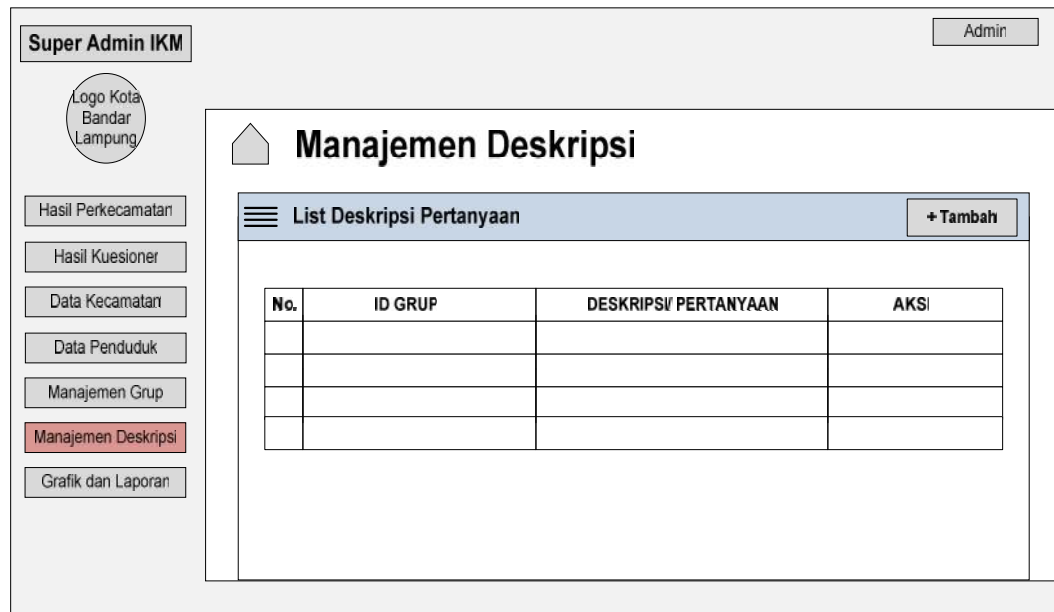 Super Admin IKM
Admin
Logo Kota
Bandar
Lampung
Manajemen Deskripsi
Hasil Perkecamatan
Hasil Kuesioner
Data Kecamatan
Data Penduduk
Manajemen Grup
Manajemen Deskripsi
Grafik dan Laporan
List Deskripsi Pertanyaan
+ Tambah
No. ID GRUP DESKRIPSI/ PERTANYAAN AKSI